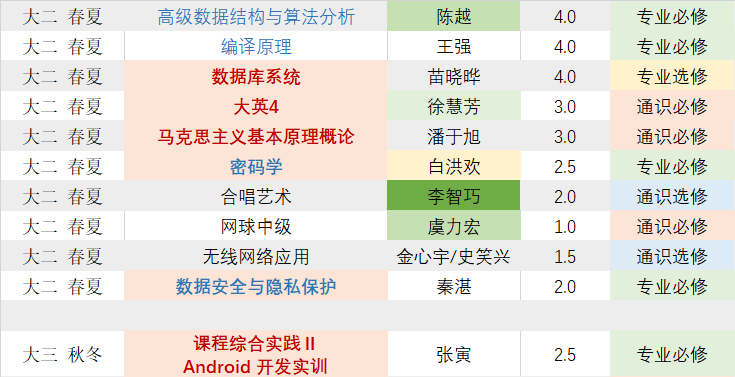 大二 春夏 高级数据结构与算法分析 陈越 4.0 专业必修
大二 春夏 编译原理 王强 4.0 专业必修
大二 春夏 数据库系统 苗晓晔 4.0 专业选修
大二 春夏 大英4 徐慧芳 3.0 通识必修
大二 春夏 马克思主义基本原理概论 潘于旭 3.0 通识必修
大二 春夏 密码学 白洪欢 2.5 专业必修
大二 春夏 合唱艺术 李智巧 2.0 通识选修
大二 春夏 网球中级 虞力宏 1.0 通识必修
大二 春夏 无线网络应用 金心宇/史笑兴 1.5 通识选修
大二 春夏 数据安全与隐私保护 秦湛 2.0 专业必修
大三 秋冬 课程综合实践Ⅱ 张寅 2.5 专业必修
Android 开发实训